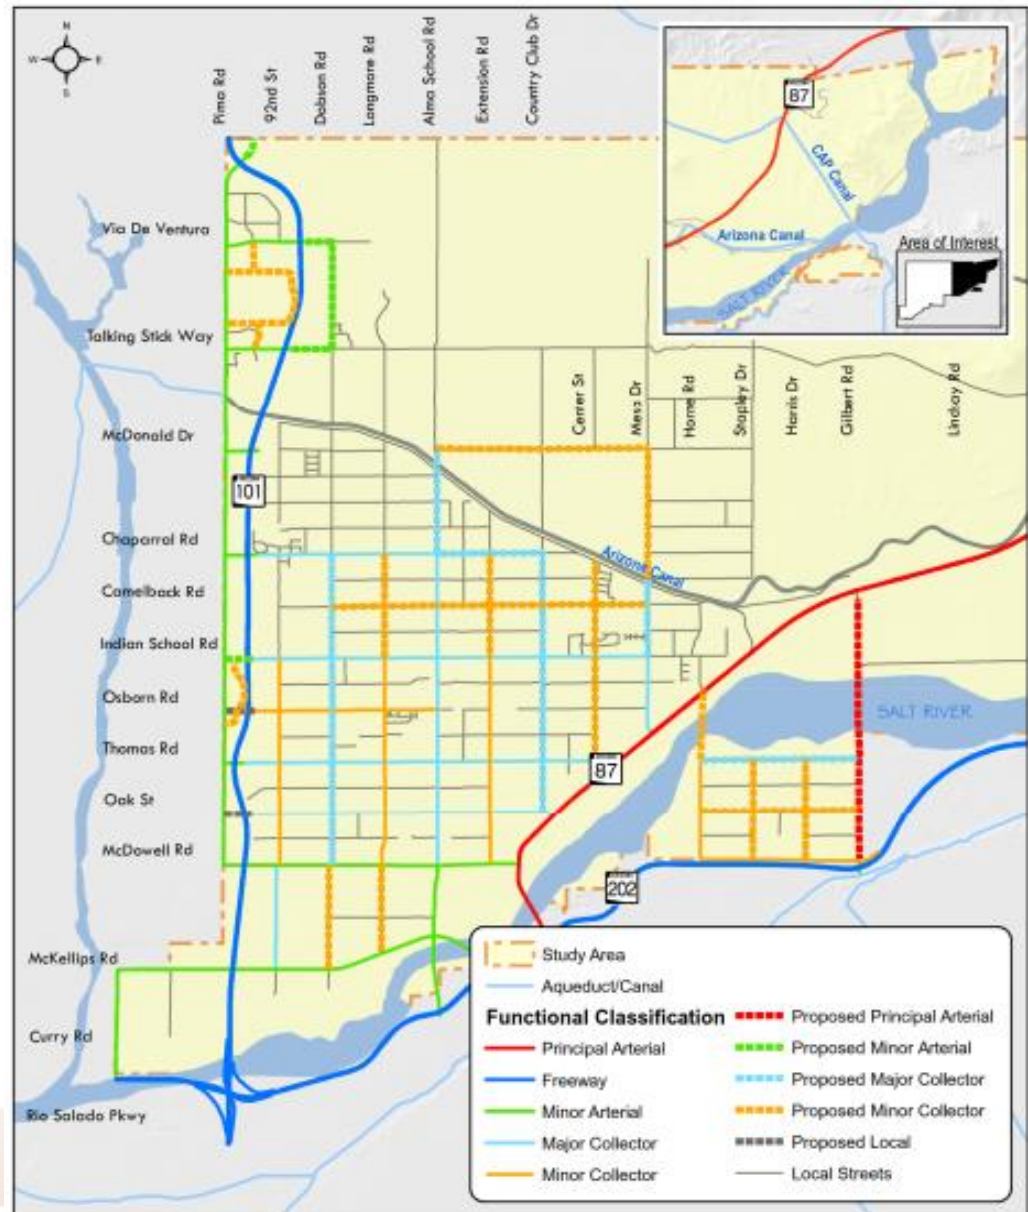 N
W
E
S
Pima Rd
92nd St
Dobson Rd
Longmore Rd
Alma School Rd
Extension Rd
Country Club Dr
87
CAP Canal
Arizona Canal
SALT RIVER
Area of Interest
Via De Ventura
Talking Stick Way
McDonald Dr
Chaparral Rd
Camelback Rd
Indian School Rd
Osborn Rd
Thomas Rd
Oak St
McDowell Rd
McKellips Rd
Curry Rd
Rio Salado Pkwy
Center St
Mesa Dr
Horne Rd
Stapley Dr
Harris Dr
Gilbert Rd
Lindsay Rd
101
Arizona Canal
SALT RIVER
87
202
Study Area
Aqueduct/Canal
Functional Classification
Principal Arterial
Freeway
Minor Arterial
Major Collector
Minor Collector
Proposed Principal Arterial
Proposed Minor Arterial
Proposed Major Collector
Proposed Minor Collector
Proposed Local
Local Streets